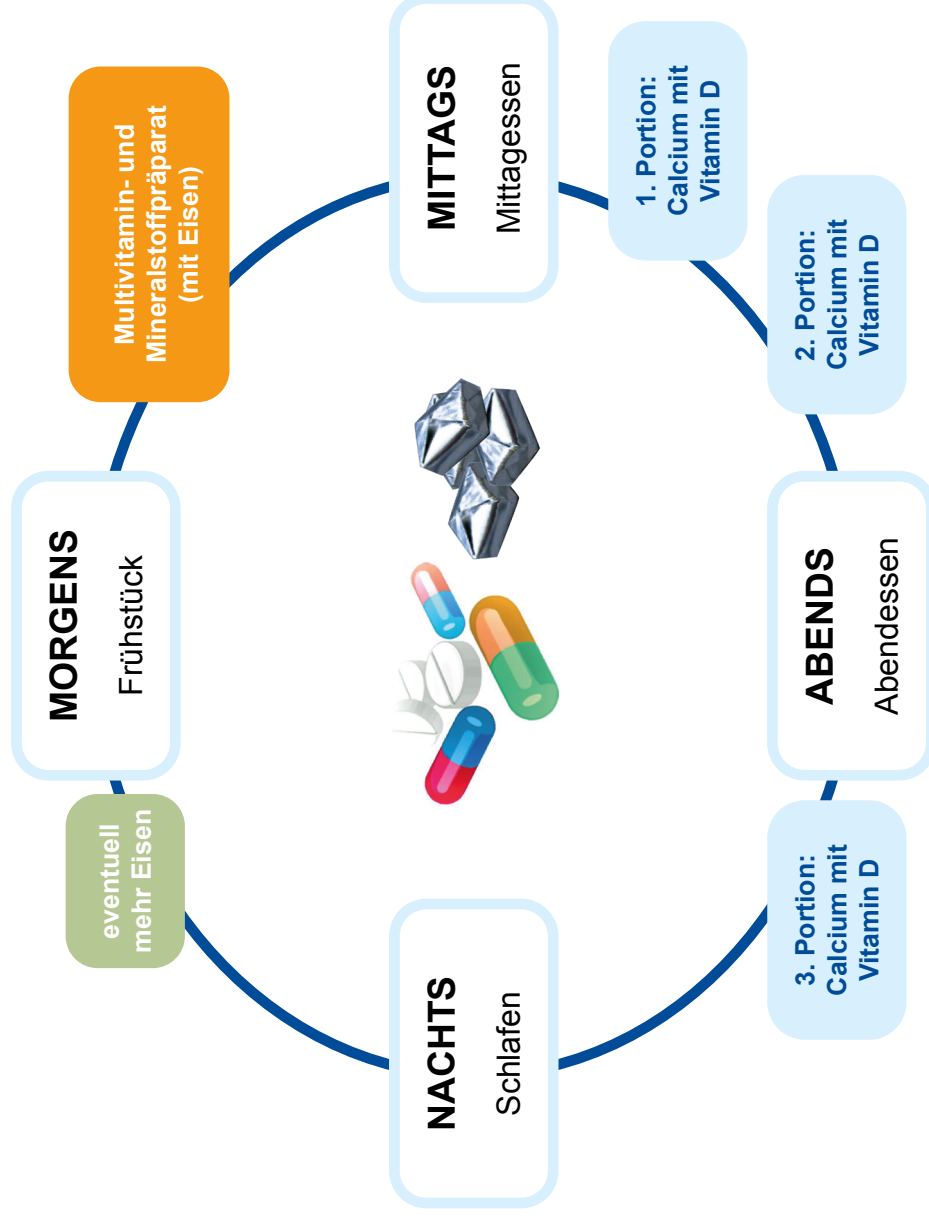 MORGENS
Frühstück
Multivitamin- und
Mineralstoffpräparat
(mit Eisen)
MITTAGS
Mittagessen
1. Portion:
Calcium mit
Vitamin D
2. Portion:
Calcium mit
Vitamin D
ABENDS
Abendessen
3. Portion:
Calcium mit
Vitamin D
NACHTS
Schlafen
eventuell
mehr Eisen